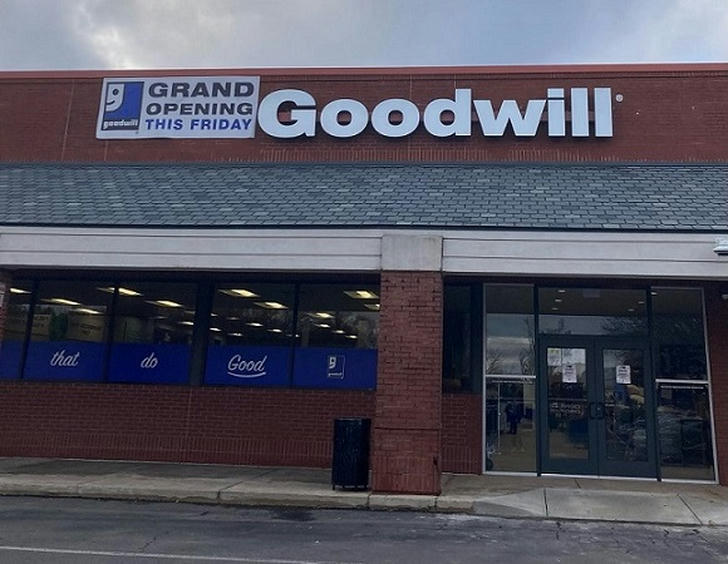 GRAND
OPENING
THIS FRIDAY
goodwill
Goodwill®
that do Good
goodwill